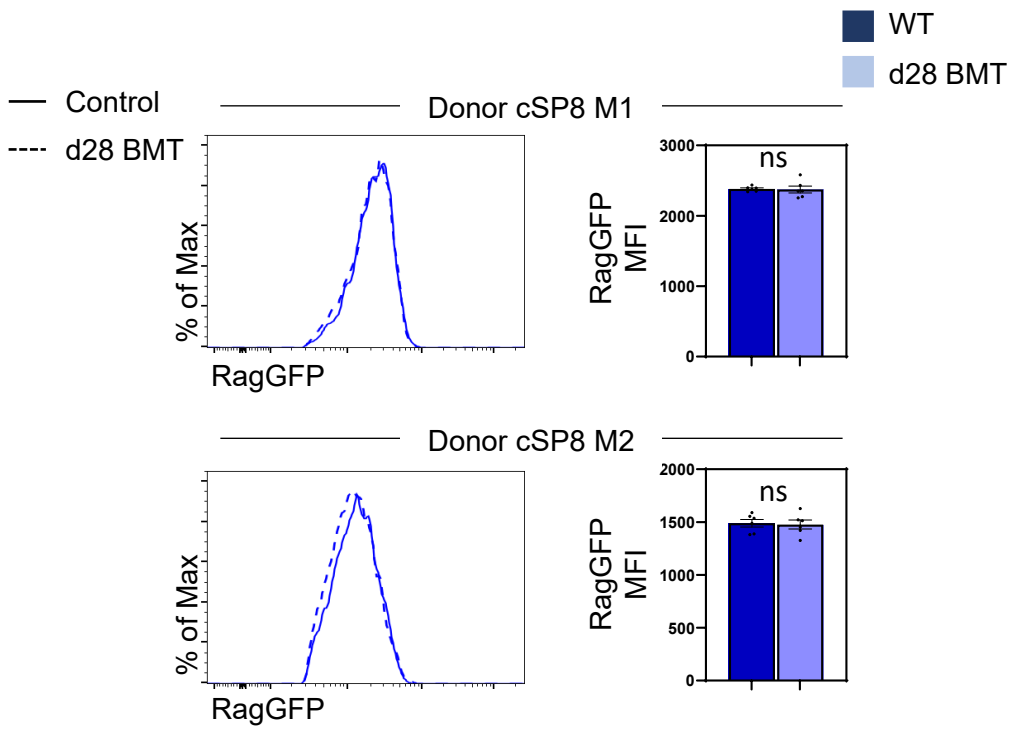 WT
d28 BMT
Control
d28 BMT
Donor cSP8 M1
% of Max
RagGFP
RagGFP
MFI
3000
2000
1000
0
ns
Donor cSP8 M2
% of Max
RagGFP
RagGFP
MFI
2000
1500
1000
500
0
ns